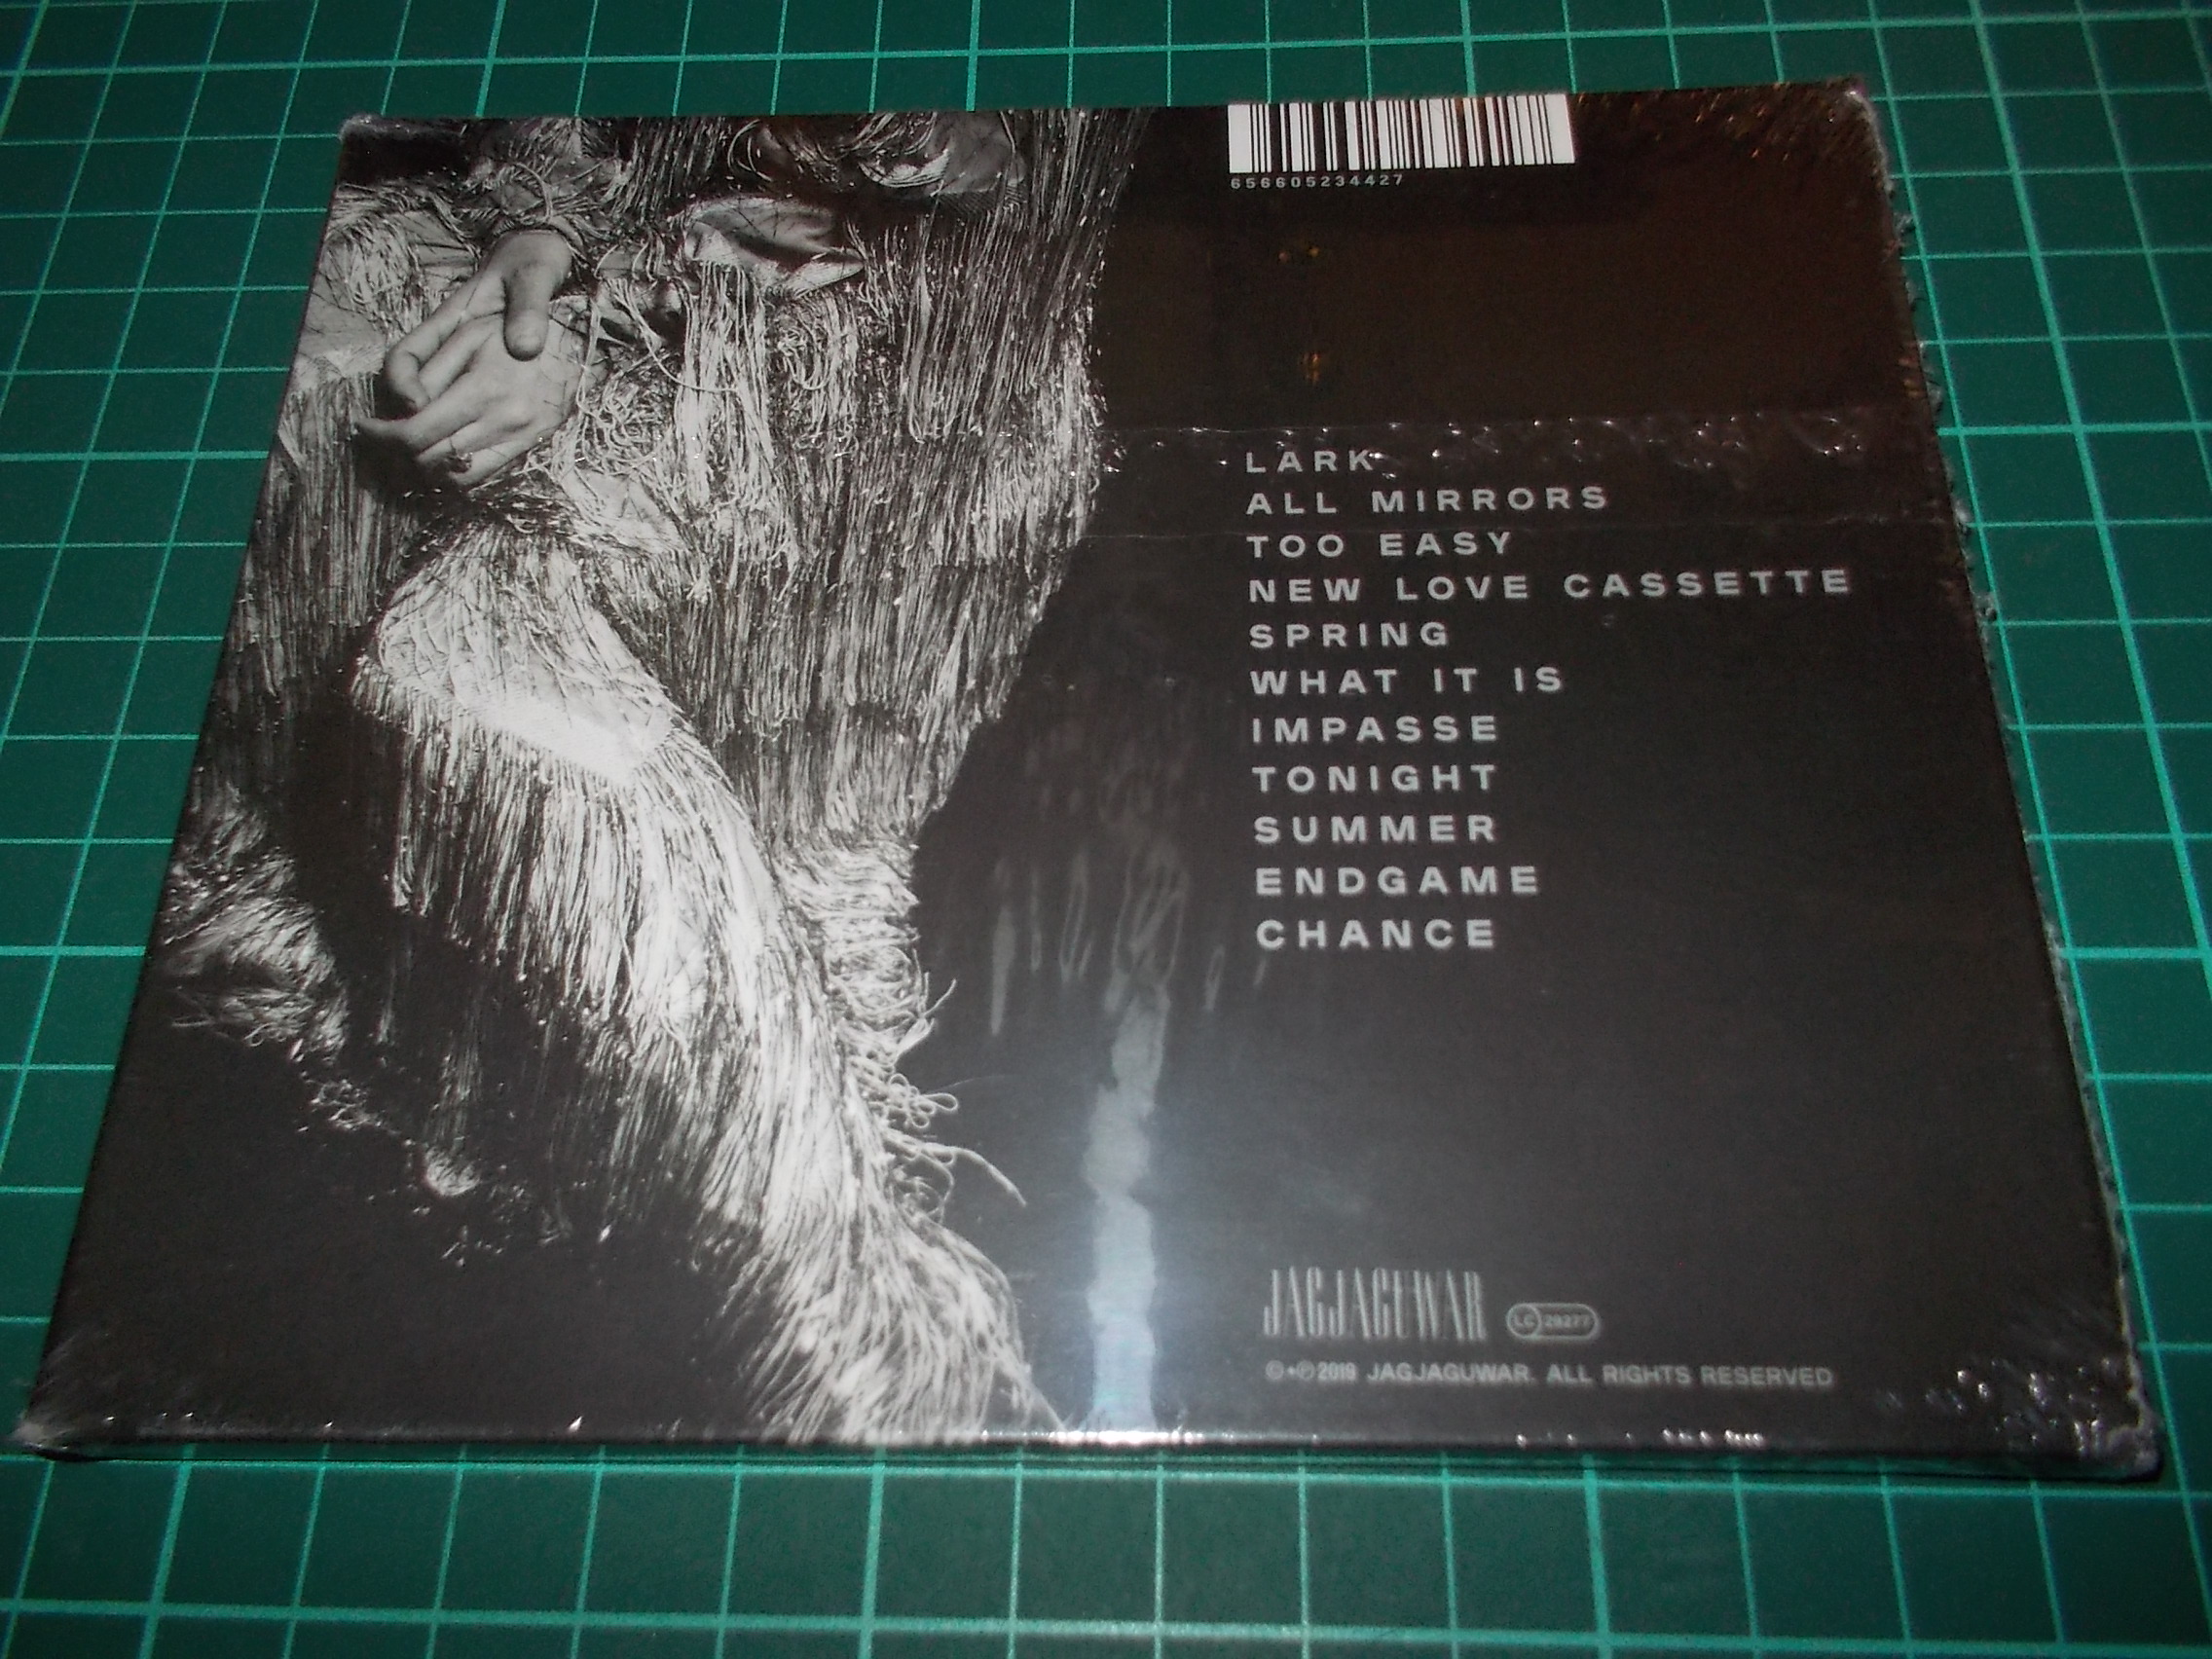 656605234427
LARK
ALL MIRRORS
TOO EASY
NEW LOVE CASSETTE
SPRING
WHAT IT IS
IMPASSE
TONIGHT
SUMMER
ENDGAME
CHANCE
JAGJAGUWAR
LC 29277
©+℗ 2019 JAGJAGUWAR. ALL RIGHTS RESERVED